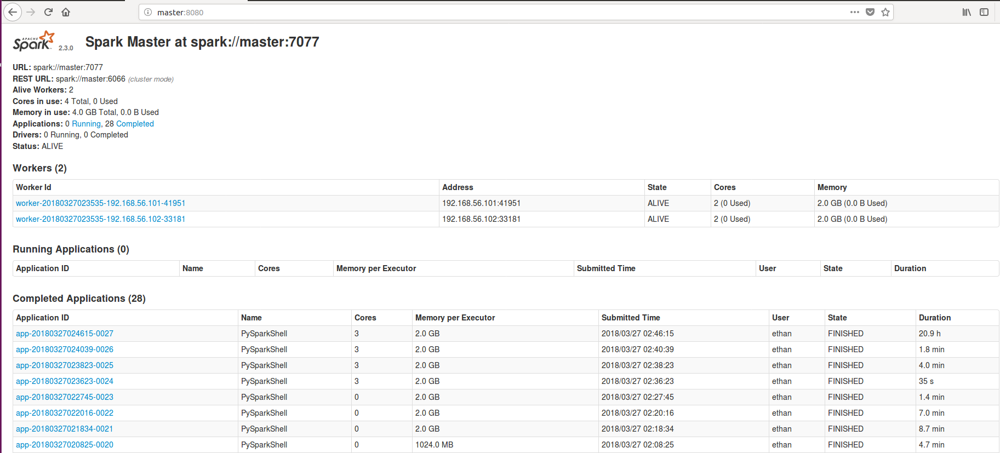 master:8080
APACHE Spark 2.3.0 Spark Master at spark://master:7077
URL: spark://master:7077
REST URL: spark://master:6066 (cluster mode)
Alive Workers: 2
Cores in use: 4 Total, 0 Used
Memory in use: 4.0 GB Total, 0.0 B Used
Applications: 0 Running, 28 Completed
Drivers: 0 Running, 0 Completed
Status: ALIVE
Workers (2)
Worker Id Address State Cores Memory
worker-20180327023535-192.168.56.101-41951 192.168.56.101:41951 ALIVE 2 (0 Used) 2.0 GB (0.0 B Used)
worker-20180327023535-192.168.56.102-33181 192.168.56.102:33181 ALIVE 2 (0 Used) 2.0 GB (0.0 B Used)
Running Applications (0)
Application ID Name Cores Memory per Executor Submitted Time User State Duration
Completed Applications (28)
Application ID Name Cores Memory per Executor Submitted Time User State Duration
app-20180327024615-0027 PySparkShell 3 2.0 GB 2018/03/27 02:46:15 ethan FINISHED 20.9 h
app-20180327024039-0026 PySparkShell 3 2.0 GB 2018/03/27 02:40:39 ethan FINISHED 1.8 min
app-20180327023823-0025 PySparkShell 3 2.0 GB 2018/03/27 02:38:23 ethan FINISHED 4.0 min
app-20180327023623-0024 PySparkShell 3 2.0 GB 2018/03/27 02:36:23 ethan FINISHED 35 s
app-20180327022745-0023 PySparkShell 0 2.0 GB 2018/03/27 02:27:45 ethan FINISHED 1.4 min
app-20180327022016-0022 PySparkShell 0 2.0 GB 2018/03/27 02:20:16 ethan FINISHED 7.0 min
app-20180327021834-0021 PySparkShell 0 2.0 GB 2018/03/27 02:18:34 ethan FINISHED 8.7 min
app-20180327020825-0020 PySparkShell 0 1024.0 MB 2018/03/27 02:08:25 ethan FINISHED 4.7 min